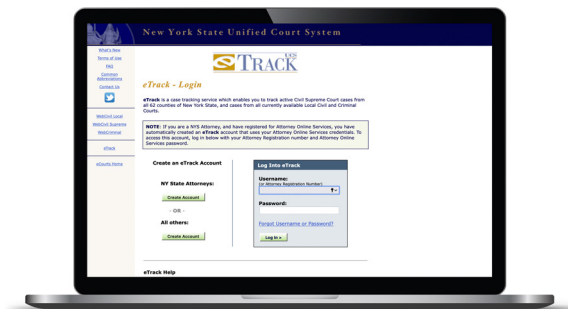 New York State Unified Court System
What's New
Terms of Use
FAQ
Common
Abbreviations
Contact Us
WebCivil Local
WebCivil Supreme
WebCriminal
eTrack
eCourts Home
UCS
ETRACK
eTrack - Login
eTrack is a case tracking service which enables you to track active Civil Supreme Court cases from
all 62 counties of New York State, and cases from all currently available Local Civil and Criminal
Courts.
NOTE: If you are a NYS Attorney, and have registered for Attorney Online Services, you have
automatically created an eTrack account that uses your Attorney Online Services credentials. To
access this account, log in below with your Attorney Registration number and Attorney Online
Services password.
Create an eTrack Account
NY State Attorneys:
Create Account
- OR -
All others:
Create Account
Log Into eTrack
Username:
(or Attorney Registration Number)
Password:
Forgot Username or Password?
Log In »
eTrack Help